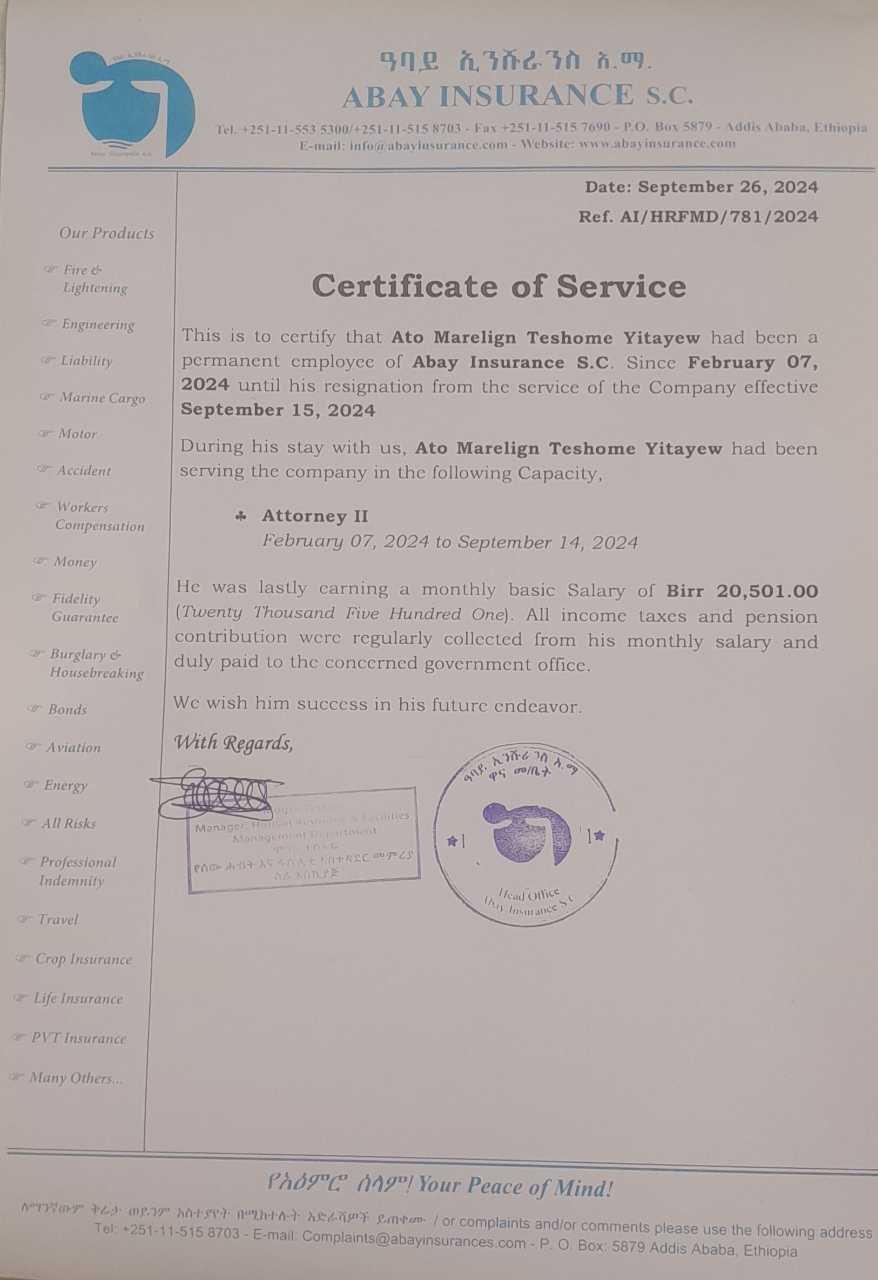 ዓባይ ኢንሹራንስ አ.ማ.
ABAY INSURANCE S.C.
Tel. +251-11-553 5300/+251-11-515 8703 - Fax +251-11-515 7690 - P.O. Box 5879 - Addis Ababa, Ethiopia
E-mail: info@abayinsurance.com - Website: www.abayinsurance.com
Date: September 26, 2024
Ref. AI/HRFMD/781/2024
Our Products
☞ Fire &
Lightening
☞ Engineering
☞ Liability
☞ Marine Cargo
☞ Motor
☞ Accident
☞ Workers
Compensation
☞ Money
☞ Fidelity
Guarantee
☞ Burglary &
Housebreaking
☞ Bonds
☞ Aviation
☞ Energy
☞ All Risks
☞ Professional
Indemnity
☞ Travel
☞ Crop Insurance
☞ Life Insurance
☞ PVT Insurance
☞ Many Others...
Certificate of Service
This is to certify that Ato Marelign Teshome Yitayew had been a
permanent employee of Abay Insurance S.C. Since February 07,
2024 until his resignation from the service of the Company effective
September 15, 2024
During his stay with us, Ato Marelign Teshome Yitayew had been
serving the company in the following Capacity,
♣ Attorney II
February 07, 2024 to September 14, 2024
He was lastly earning a monthly basic Salary of Birr 20,501.00
(Twenty Thousand Five Hundred One). All income taxes and pension
contribution were regularly collected from his monthly salary and
duly paid to the concerned government office.
We wish him success in his future endeavor.
With Regards,
Manager, Human Resource & Facilities
Management Department
የሰው ሐብትና ፋሲሊቲ አስተዳደር መምሪያ
ስራ አስኪያጅ
ዓባይ ኢንሹራንስ አ.ማ
ዋና መ/ቤት
Head Office
Abay Insurance S.C
የአዕምሮ ሰላም! Your Peace of Mind!
ለማንኛውም ቅሬታ ወይንም አስተያየት በሚከተሉት አድራሻዎች ይጠቀሙ / or complaints and/or comments please use the following address
Tel: +251-11-515 8703 - E-mail: Complaints@abayinsurances.com - P. O. Box: 5879 Addis Ababa, Ethiopia